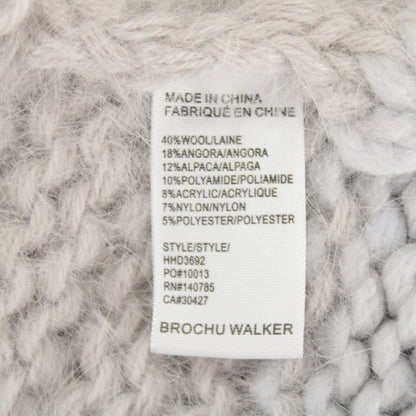 MADE IN CHINA
FABRIQUÉ EN CHINE
40%WOOL/LAINE
18%ANGORA/ANGORA
12%ALPACA/ALPAGA
10%POLYAMIDE/POLIAMIDE
8%ACRYLIC/ACRYLIQUE
7%NYLON/NYLON
5%POLYESTER/POLYESTER
STYLE/STYLE/
HHD3692
PO#10013
RN#140785
CA#30427
BROCHU WALKER